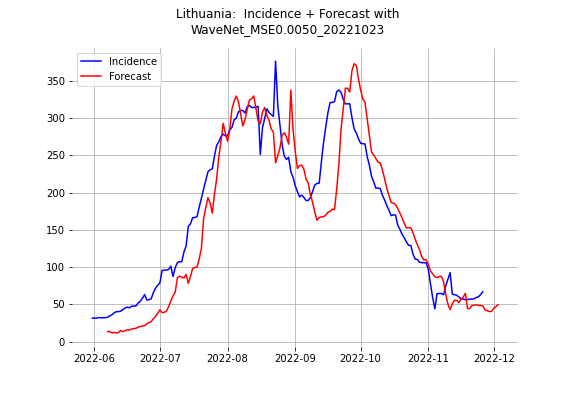 Lithuania:  Incidence + Forecast with
WaveNet_MSE0.0050_20221023
Incidence
Forecast
350
300
250
200
150
100
50
0
2022-06 2022-07 2022-08 2022-09 2022-10 2022-11 2022-12